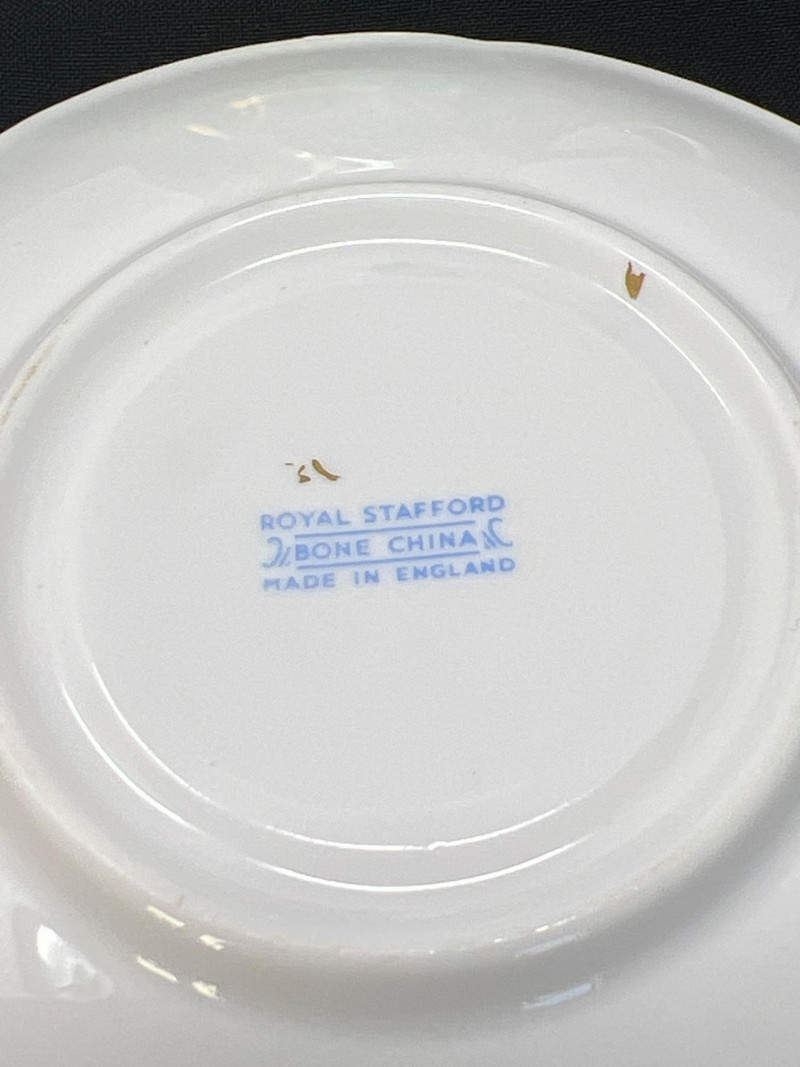 ROYAL STAFFORD
BONE CHINA
MADE IN ENGLAND